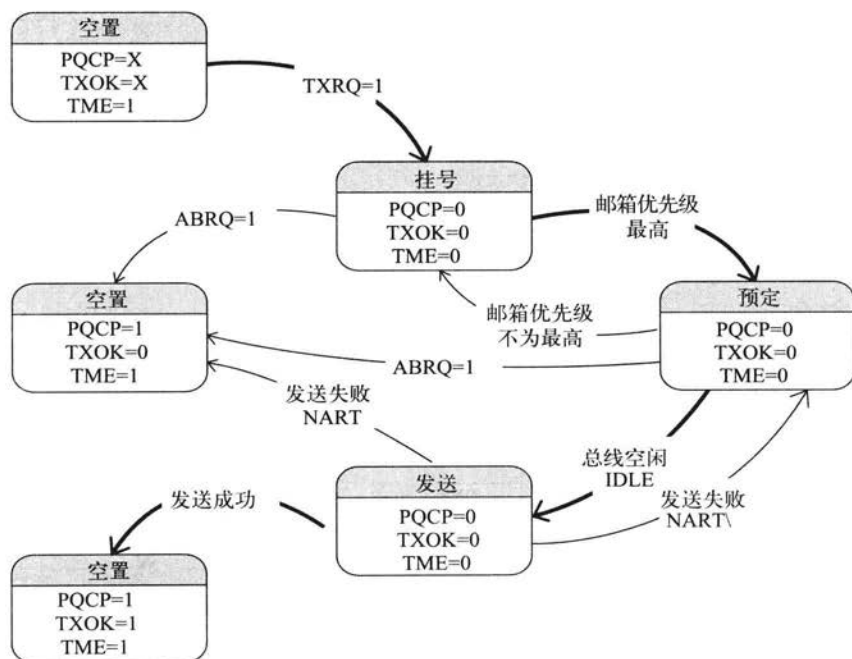 空置
PQCP=X
TXOK=X
TME=1
TXRQ=1
挂号
PQCP=0
TXOK=0
TME=0
ABRQ=1
邮箱优先级
最高
空置
PQCP=1
TXOK=0
TME=1
邮箱优先级
不为最高
预定
PQCP=0
TXOK=0
TME=0
ABRQ=1
发送失败
NART
总线空闲
IDLE
发送失败
NART\
发送成功
发送
PQCP=0
TXOK=0
TME=0
空置
PQCP=1
TXOK=1
TME=1